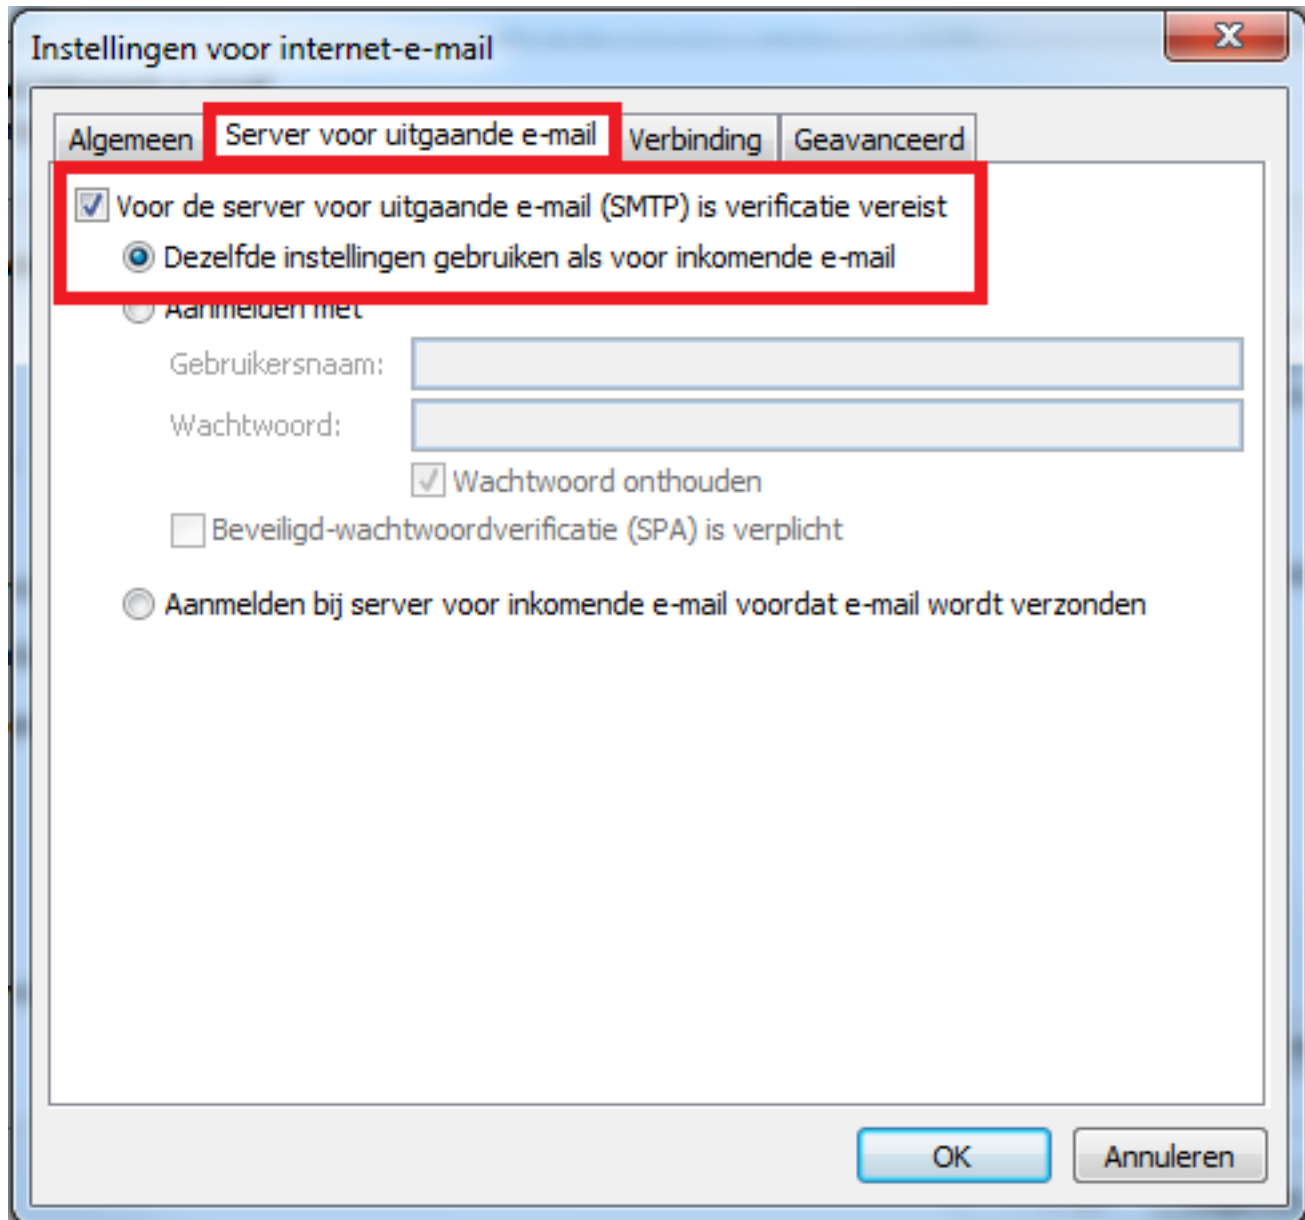 Instellingen voor internet-e-mail
Algemeen Server voor uitgaande e-mail Verbinding Geavanceerd
Voor de server voor uitgaande e-mail (SMTP) is verificatie vereist
Dezelfde instellingen gebruiken als voor inkomende e-mail
Aanmelden met
Gebruikersnaam:
Wachtwoord:
Wachtwoord onthouden
Beveiligd-wachtwoordverificatie (SPA) is verplicht
Aanmelden bij server voor inkomende e-mail voordat e-mail wordt verzonden
OK Annuleren